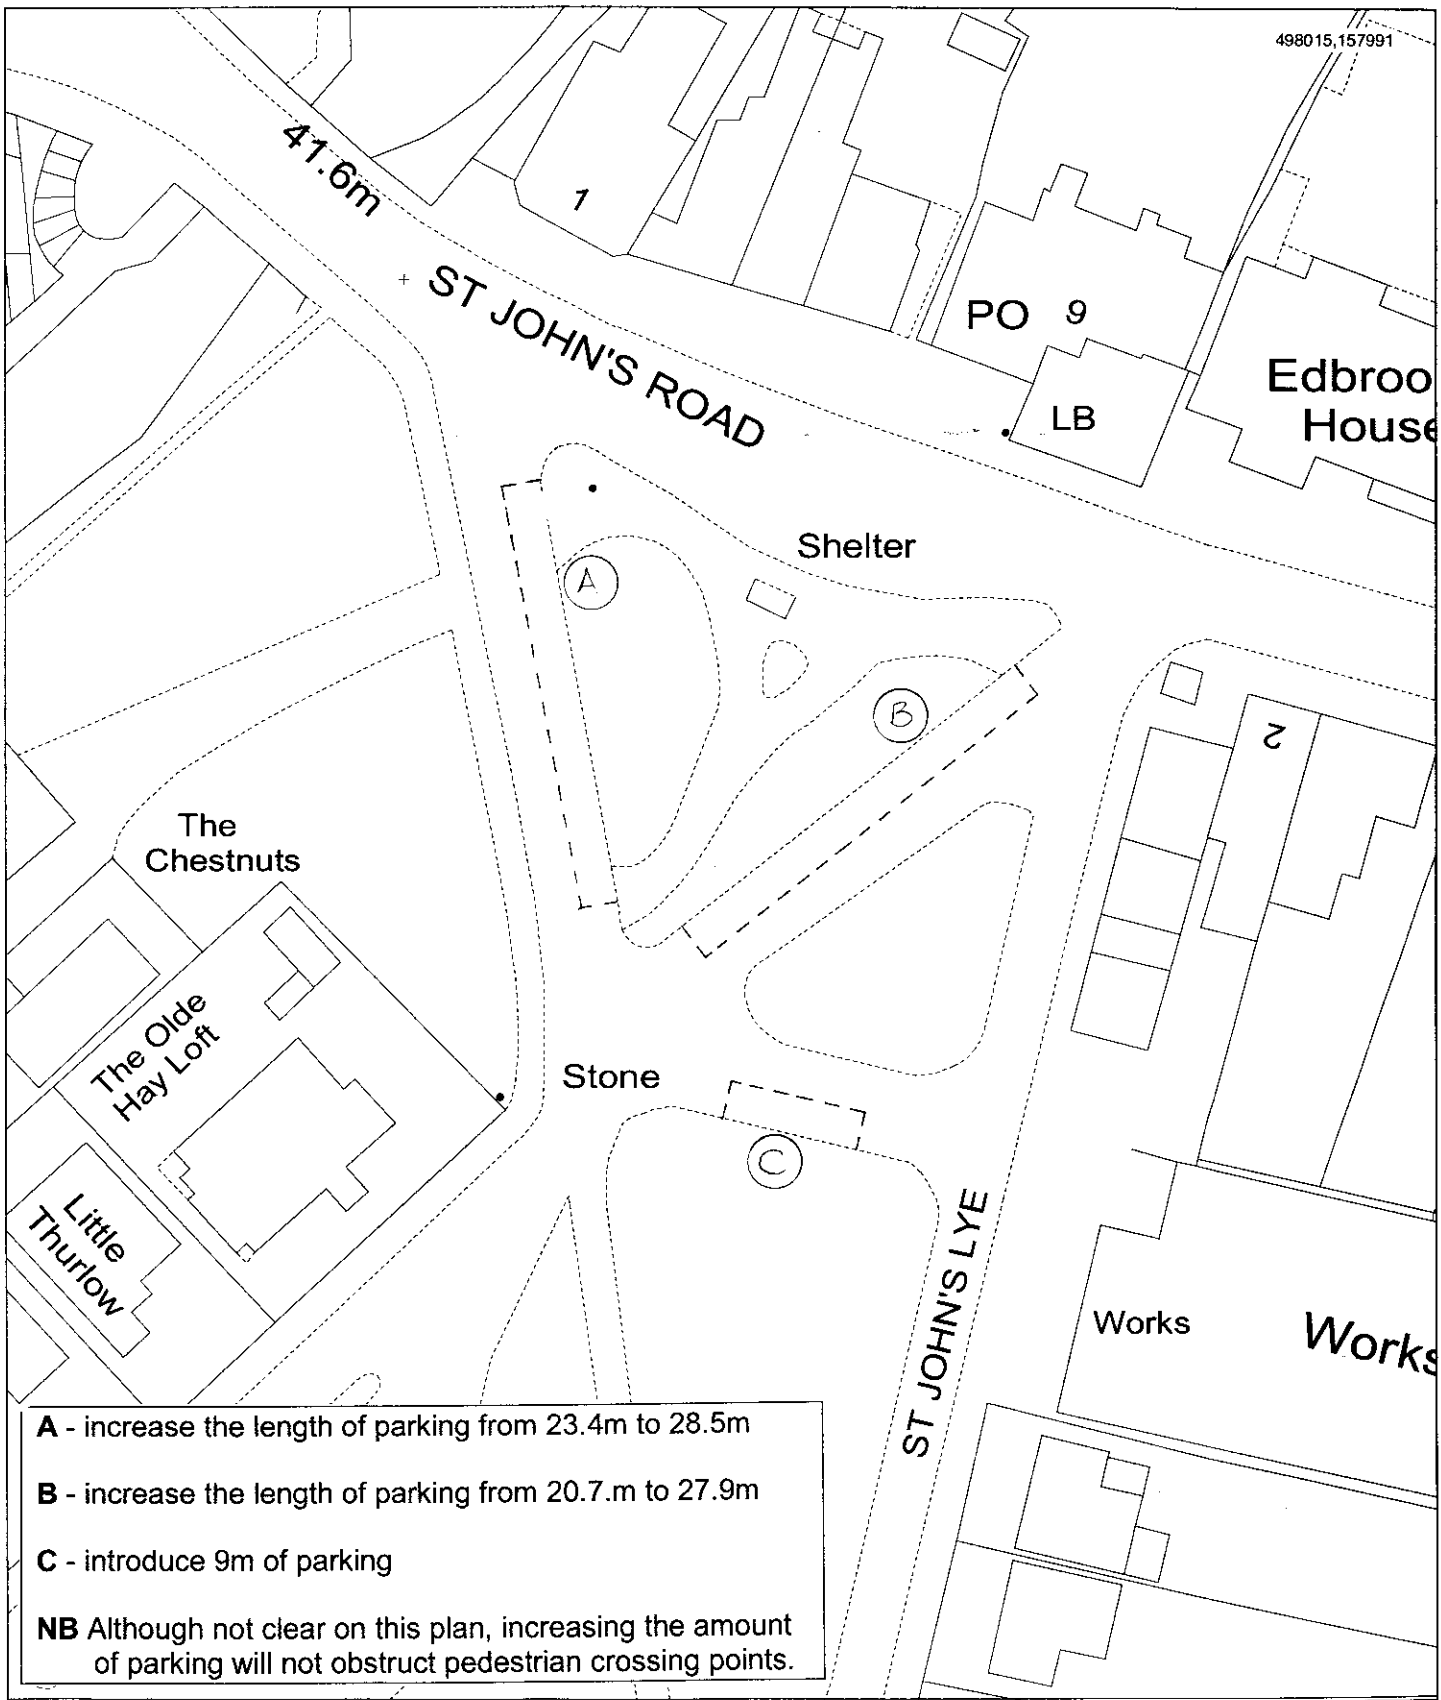 498015,157991
41.6m
1
ST JOHN'S ROAD
PO 9
Edbroo
House
LB
Shelter
A
B
2
The
Chestnuts
The Olde
Hay Loft
Stone
C
Little
Thurlow
ST JOHN'S LYE
Works
Works
A - increase the length of parking from 23.4m to 28.5m
B - increase the length of parking from 20.7.m to 27.9m
C - introduce 9m of parking
NB Although not clear on this plan, increasing the amount
of parking will not obstruct pedestrian crossing points.